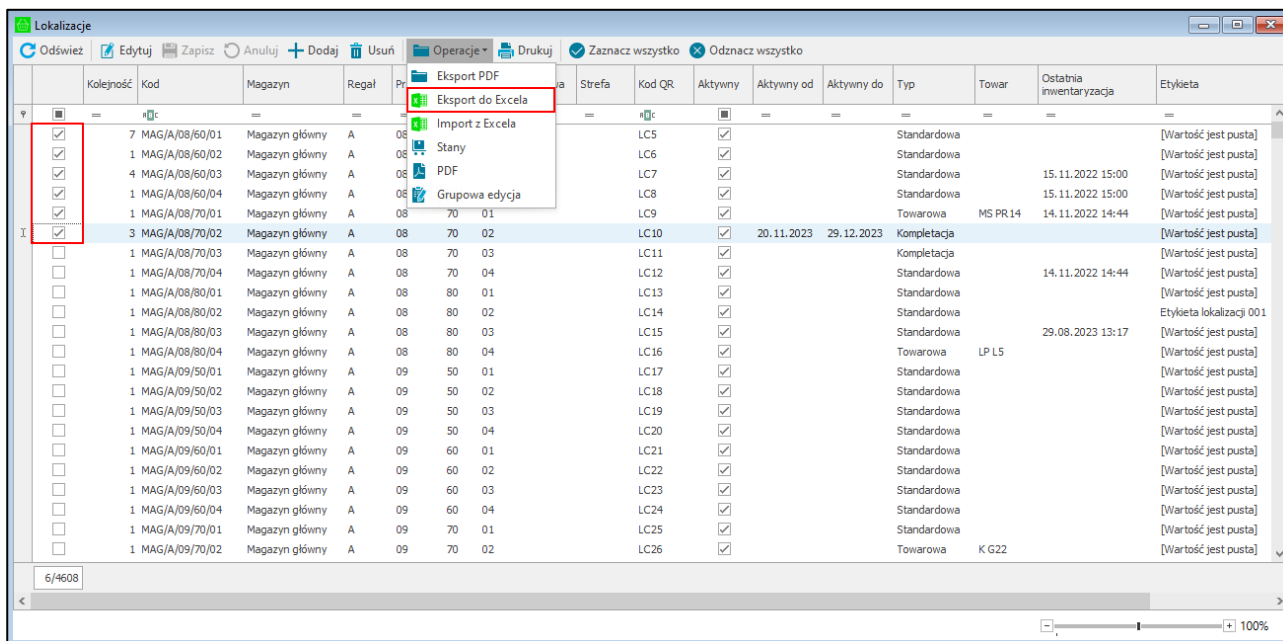 Lokalizacje
Odśwież Edytuj Zapisz Anuluj Dodaj Usuń Operacje Drukuj Zaznacz wszystko Odznacz wszystko
Eksport PDF
Eksport do Excela
Import z Excela
Stany
PDF
Grupowa edycja
Kolejność Kod Magazyn Regał Strefa Kod QR Aktywny Aktywny od Aktywny do Typ Towar Ostatnia inwentaryzacja Etykieta
7 MAG/A/08/60/01 Magazyn główny A 08 LC5 Standardowa [Wartość jest pusta]
1 MAG/A/08/60/02 Magazyn główny A 08 LC6 Standardowa [Wartość jest pusta]
4 MAG/A/08/60/03 Magazyn główny A 08 LC7 Standardowa 15.11.2022 15:00 [Wartość jest pusta]
1 MAG/A/08/60/04 Magazyn główny A 08 LC8 Standardowa 15.11.2022 15:00 [Wartość jest pusta]
1 MAG/A/08/70/01 Magazyn główny A 08 70 01 LC9 Towarowa MS PR14 14.11.2022 14:44 [Wartość jest pusta]
3 MAG/A/08/70/02 Magazyn główny A 08 70 02 LC10 20.11.2023 29.12.2023 Kompletacja [Wartość jest pusta]
1 MAG/A/08/70/03 Magazyn główny A 08 70 03 LC11 Kompletacja [Wartość jest pusta]
1 MAG/A/08/70/04 Magazyn główny A 08 70 04 LC12 Standardowa 14.11.2022 14:44 [Wartość jest pusta]
1 MAG/A/08/80/01 Magazyn główny A 08 80 01 LC13 Standardowa [Wartość jest pusta]
1 MAG/A/08/80/02 Magazyn główny A 08 80 02 LC14 Standardowa Etykieta lokalizacji 001
1 MAG/A/08/80/03 Magazyn główny A 08 80 03 LC15 Standardowa 29.08.2023 13:17 [Wartość jest pusta]
1 MAG/A/08/80/04 Magazyn główny A 08 80 04 LC16 Towarowa LP L5 [Wartość jest pusta]
1 MAG/A/09/50/01 Magazyn główny A 09 50 01 LC17 Standardowa [Wartość jest pusta]
1 MAG/A/09/50/02 Magazyn główny A 09 50 02 LC18 Standardowa [Wartość jest pusta]
1 MAG/A/09/50/03 Magazyn główny A 09 50 03 LC19 Standardowa [Wartość jest pusta]
1 MAG/A/09/50/04 Magazyn główny A 09 50 04 LC20 Standardowa [Wartość jest pusta]
1 MAG/A/09/60/01 Magazyn główny A 09 60 01 LC21 Standardowa [Wartość jest pusta]
1 MAG/A/09/60/02 Magazyn główny A 09 60 02 LC22 Standardowa [Wartość jest pusta]
1 MAG/A/09/60/03 Magazyn główny A 09 60 03 LC23 Standardowa [Wartość jest pusta]
1 MAG/A/09/60/04 Magazyn główny A 09 60 04 LC24 Standardowa [Wartość jest pusta]
1 MAG/A/09/70/01 Magazyn główny A 09 70 01 LC25 Standardowa [Wartość jest pusta]
1 MAG/A/09/70/02 Magazyn główny A 09 70 02 LC26 Towarowa K G22 [Wartość jest pusta]
6/4608
100%